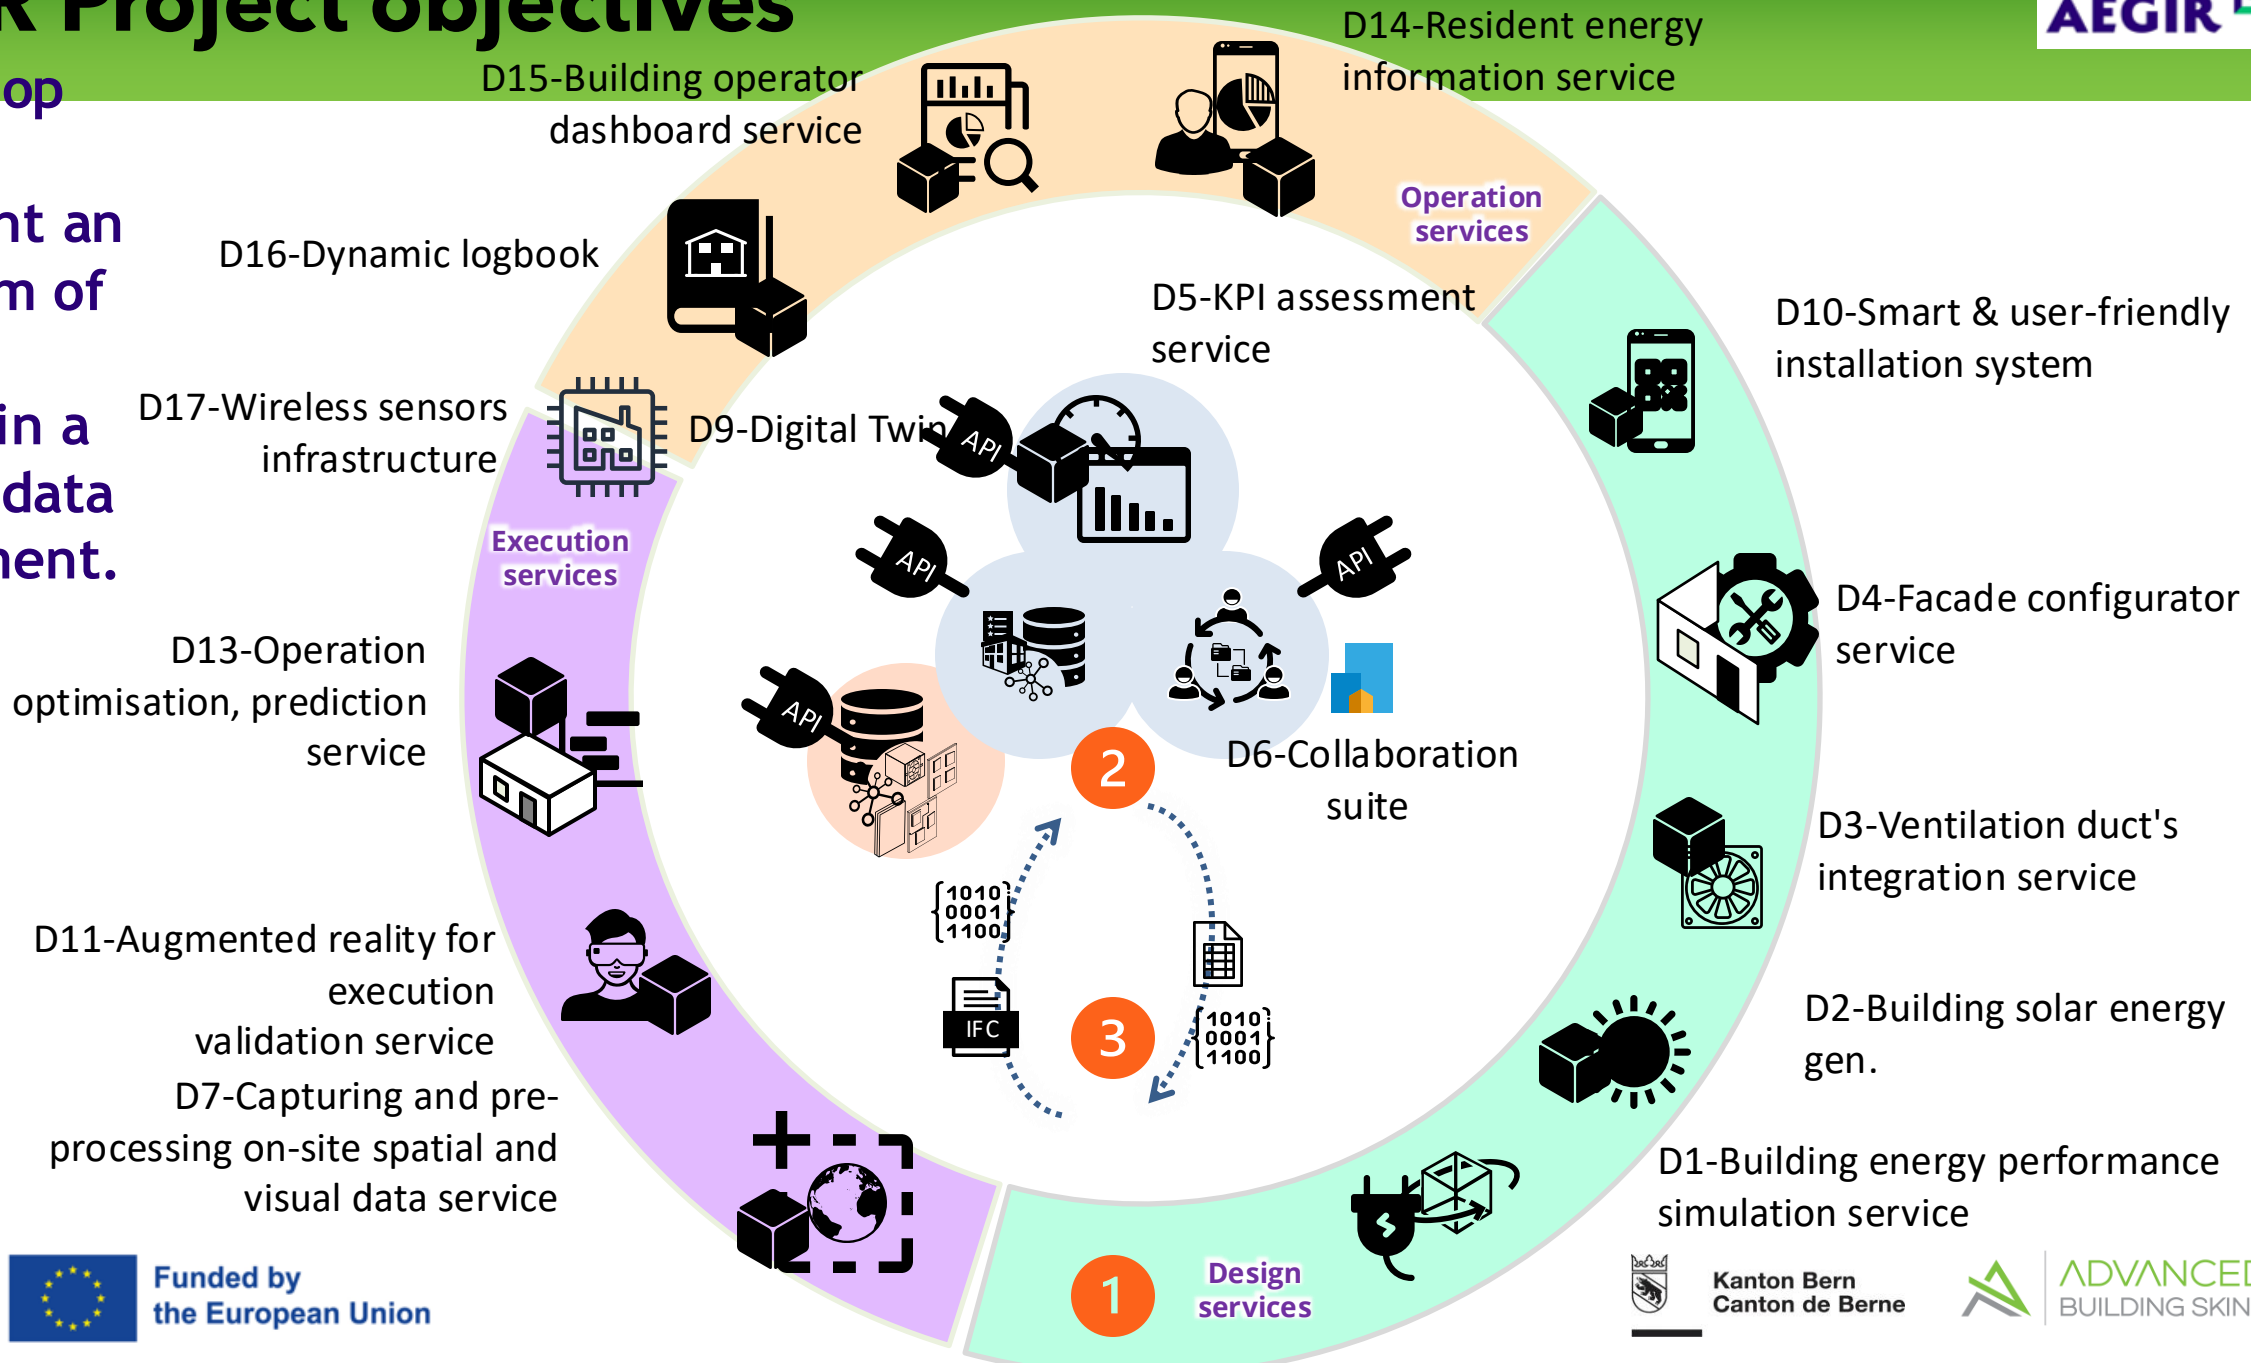 R Project objectives
AEGIR
op
nt an
m of
in a
data
nent.
D14-Resident energy
information service
D15-Building operator
dashboard service
Operation
services
D16-Dynamic logbook
D5-KPI assessment
service
D10-Smart & user-friendly
installation system
D17-Wireless sensors
infrastructure
D9-Digital Twin
API
Execution
services
API
API
D4-Facade configurator
service
D13-Operation
optimisation, prediction
service
API
2
D6-Collaboration
suite
D3-Ventilation duct's
integration service
1010
0001
1100
D11-Augmented reality for
execution
validation service
IFC
3
1010
0001
1100
D2-Building solar energy
gen.
D7-Capturing and pre-
processing on-site spatial and
visual data service
D1-Building energy performance
simulation service
1
Design
services
Funded by
the European Union
Kanton Bern
Canton de Berne
ADVANCED
BUILDING SKIN